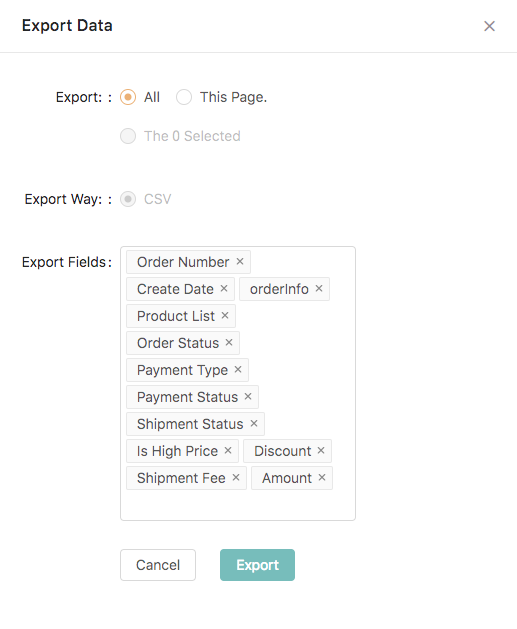 Export Data ×
Export: : All This Page.
The 0 Selected
Export Way: : CSV
Export Fields : Order Number ×
Create Date × orderInfo ×
Product List ×
Order Status ×
Payment Type ×
Payment Status ×
Shipment Status ×
Is High Price × Discount ×
Shipment Fee × Amount ×
Cancel Export